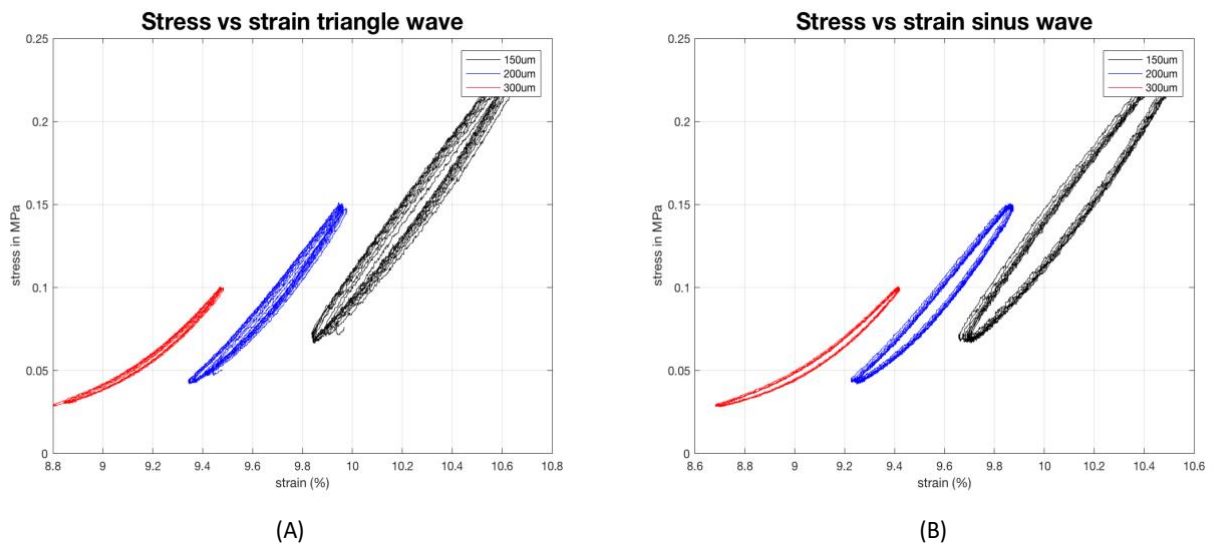 Stress vs strain triangle wave
0.25
0.2
0.15
0.1
0.05
0
stress in MPa
150um
200um
300um
8.8 9 9.2 9.4 9.6 9.8 10 10.2 10.4 10.6 10.8
strain (%)
(A)
Stress vs strain sinus wave
0.25
0.2
0.15
0.1
0.05
0
stress in MPa
150um
200um
300um
8.6 8.8 9 9.2 9.4 9.6 9.8 10 10.2 10.4 10.6
strain (%)
(B)